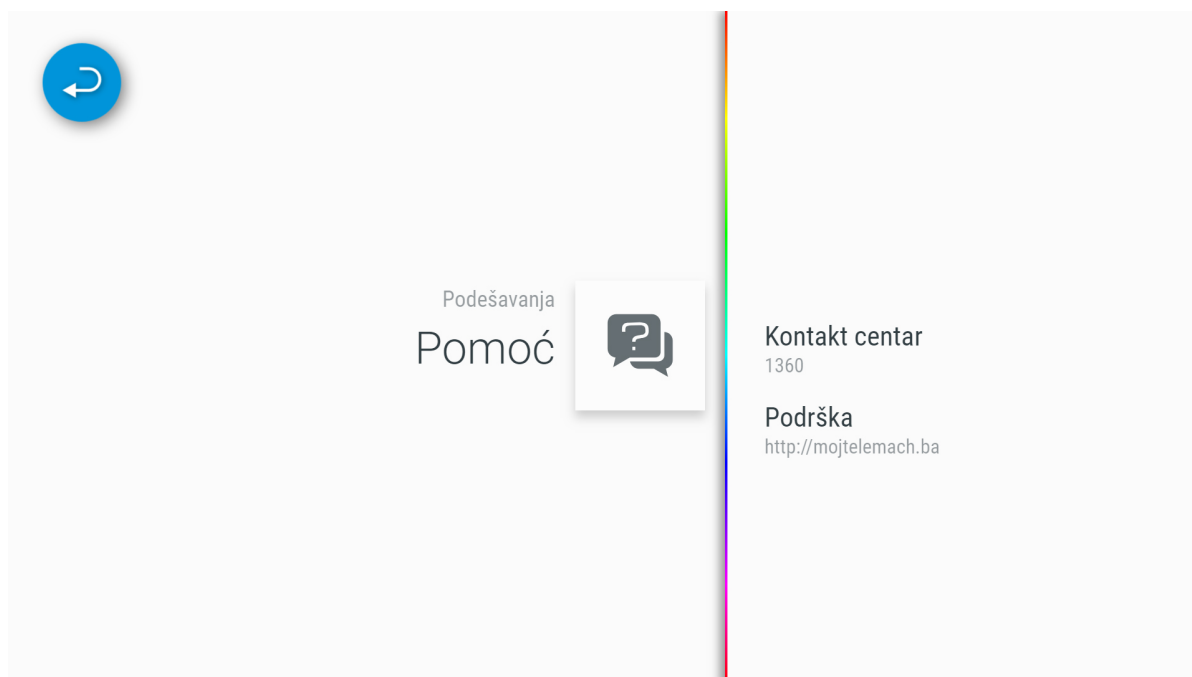 Podešavanja
Pomoć
Kontakt centar
1360
Podrška
http://mojtelemach.ba